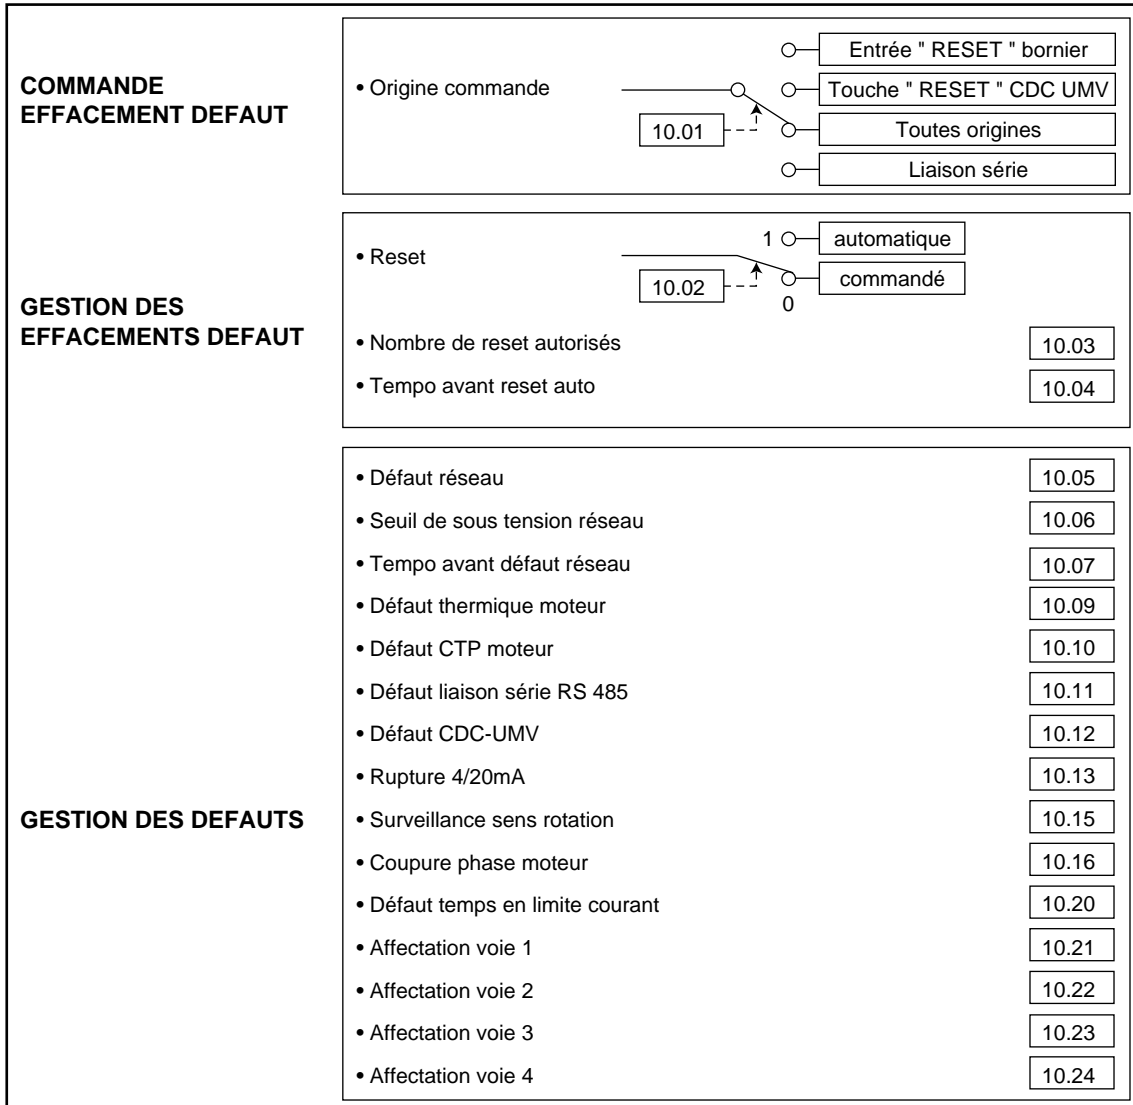 COMMANDE
EFFACEMENT DEFAUT
• Origine commande
10.01
Entrée " RESET " bornier
Touche " RESET " CDC UMV
Toutes origines
Liaison série
GESTION DES
EFFACEMENTS DEFAUT
• Reset
10.02
1
automatique
commandé
0
• Nombre de reset autorisés 10.03
• Tempo avant reset auto 10.04
GESTION DES DEFAUTS
• Défaut réseau 10.05
• Seuil de sous tension réseau 10.06
• Tempo avant défaut réseau 10.07
• Défaut thermique moteur 10.09
• Défaut CTP moteur 10.10
• Défaut liaison série RS 485 10.11
• Défaut CDC-UMV 10.12
• Rupture 4/20mA 10.13
• Surveillance sens rotation 10.15
• Coupure phase moteur 10.16
• Défaut temps en limite courant 10.20
• Affectation voie 1 10.21
• Affectation voie 2 10.22
• Affectation voie 3 10.23
• Affectation voie 4 10.24